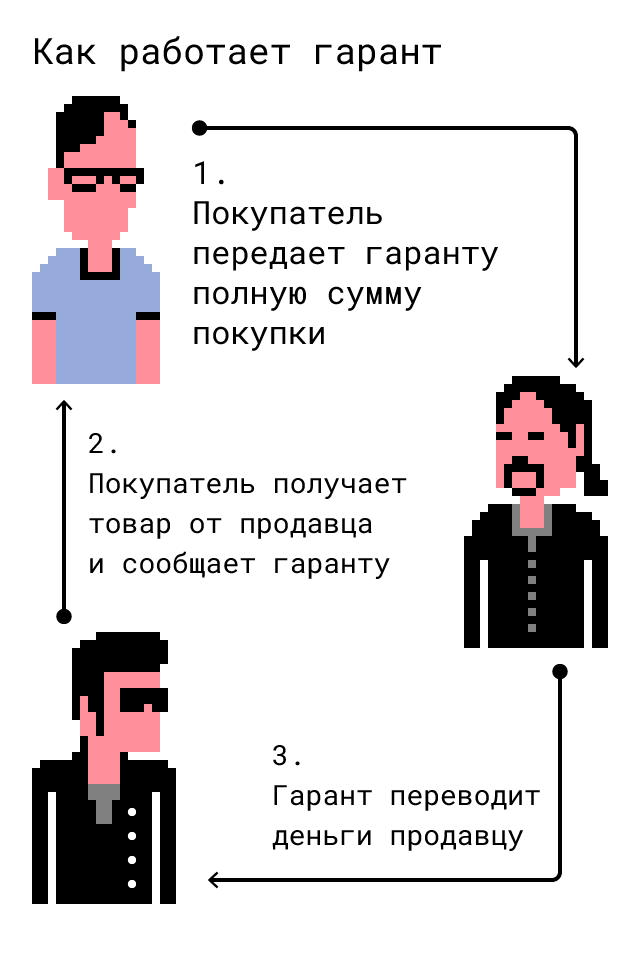 Как работает гарант
1.
Покупатель
передает гаранту
полную сумму
покупки
2.
Покупатель получает
товар от продавца
и сообщает гаранту
3.
Гарант переводит
деньги продавцу